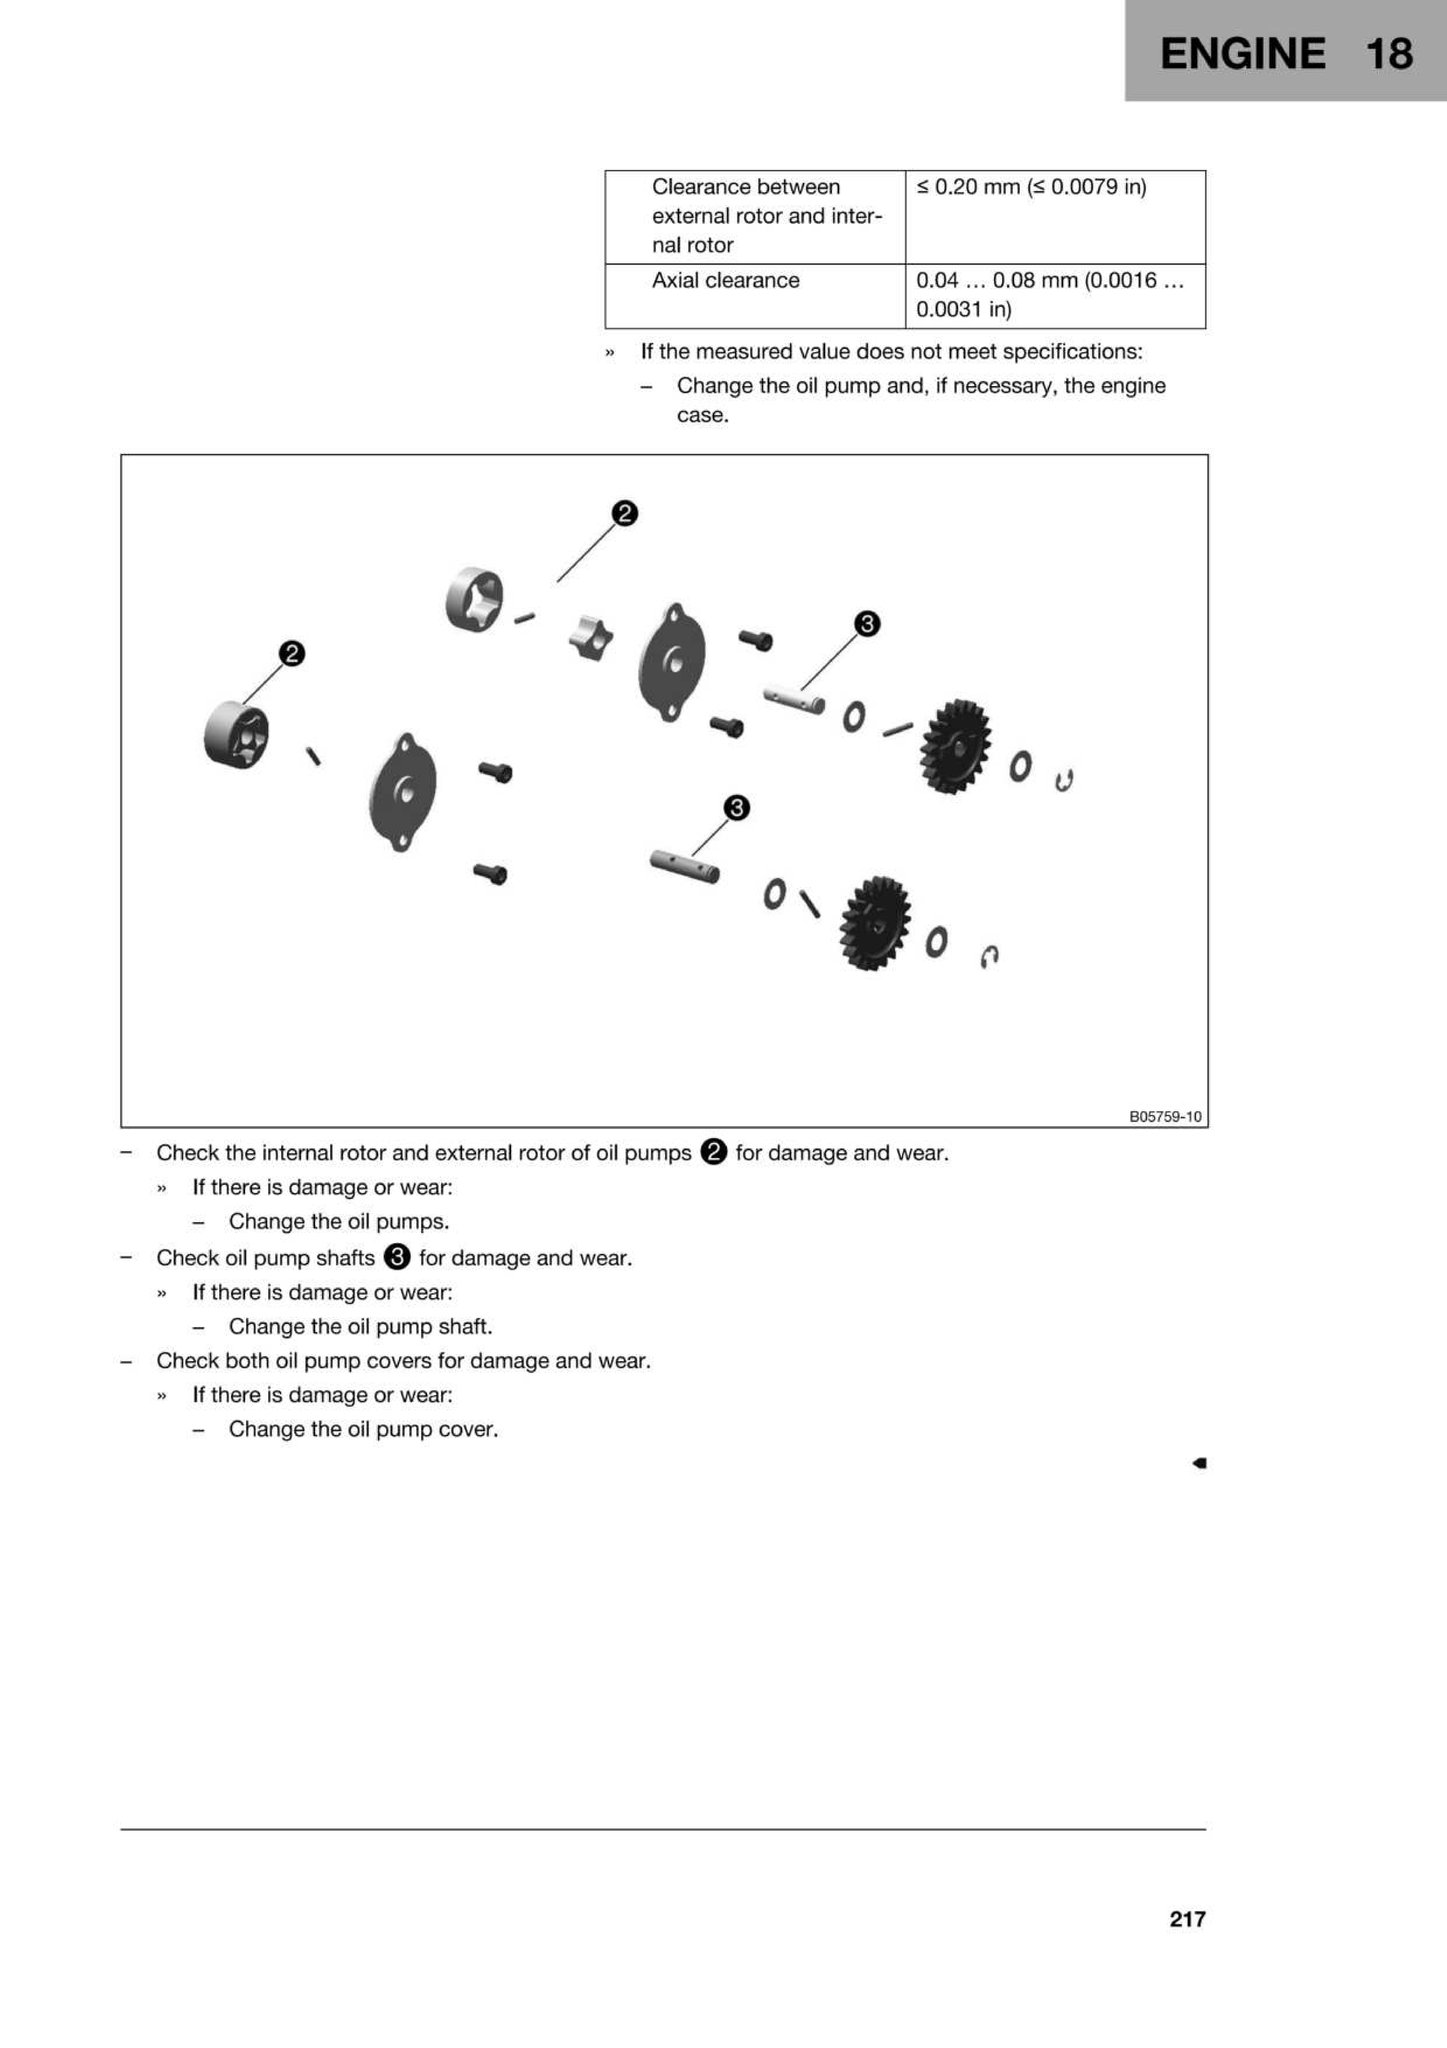 ENGINE 18
Clearance between
external rotor and inter-
nal rotor
≤ 0.20 mm (≤ 0.0079 in)
Axial clearance
0.04 … 0.08 mm (0.0016 …
0.0031 in)
» If the measured value does not meet specifications:
– Change the oil pump and, if necessary, the engine
case.
2
3
2
3
B05759-10
– Check the internal rotor and external rotor of oil pumps 2 for damage and wear.
» If there is damage or wear:
– Change the oil pumps.
– Check oil pump shafts 3 for damage and wear.
» If there is damage or wear:
– Change the oil pump shaft.
– Check both oil pump covers for damage and wear.
» If there is damage or wear:
– Change the oil pump cover.
217